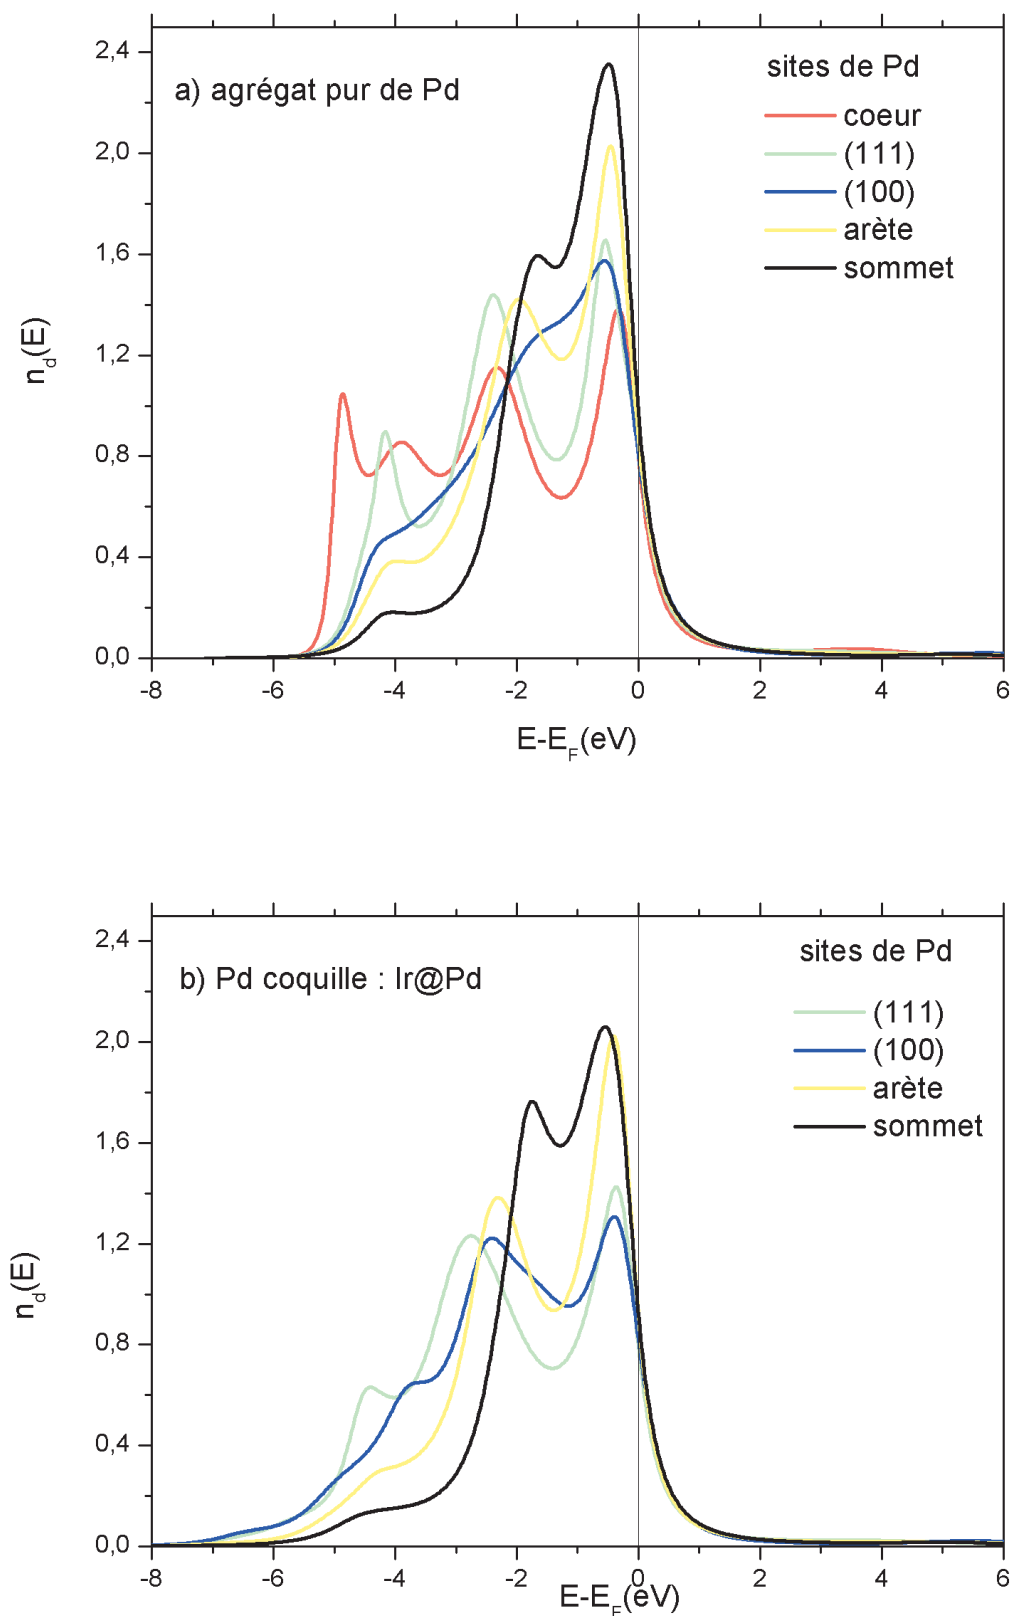 a) agrégat pur de Pd
sites de Pd
coeur
(111)
(100)
arète
sommet
n_d(E)
2,4
2,0
1,6
1,2
0,8
0,4
0,0
-8 -6 -4 -2 0 2 4 6
E-E_F(eV)
b) Pd coquille : Ir@Pd
sites de Pd
(111)
(100)
arète
sommet
n_d(E)
2,4
2,0
1,6
1,2
0,8
0,4
0,0
-8 -6 -4 -2 0 2 4 6
E-E_F(eV)